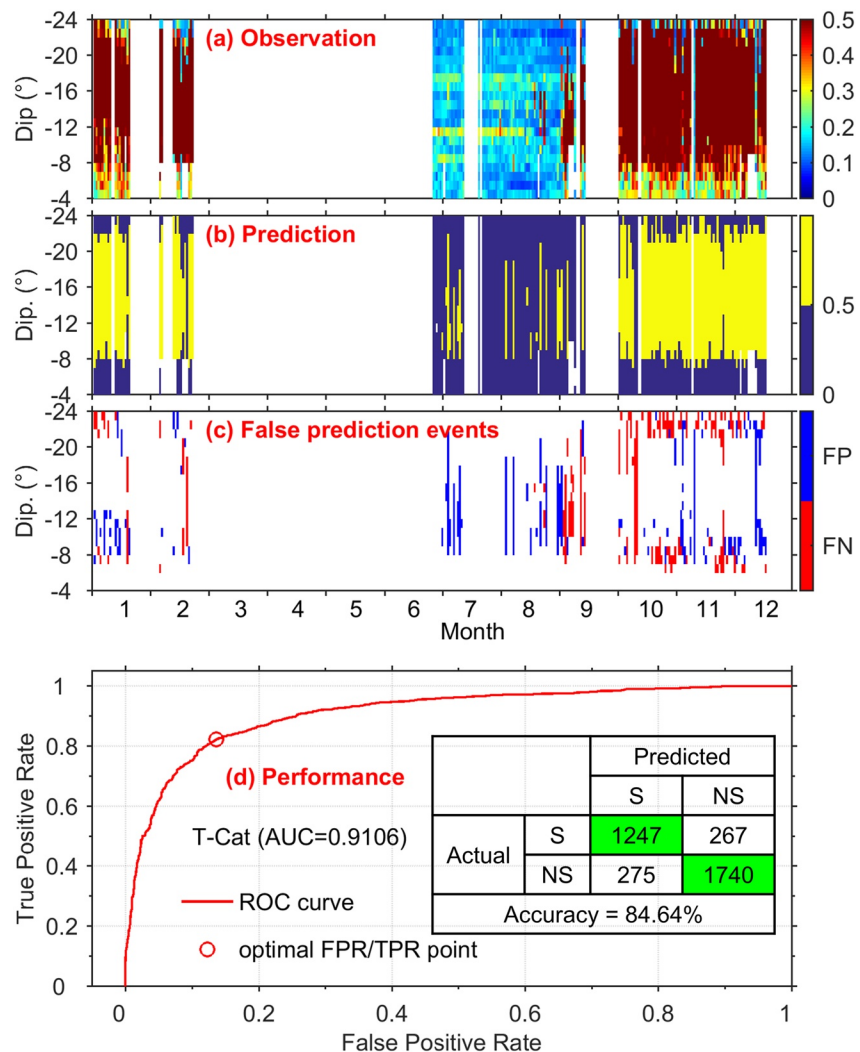 (a) Observation
Dip (°)
-24
-20
-16
-12
-8
-4
0.5
0.4
0.3
0.2
0.1
0
(b) Prediction
Dip. (°)
-24
-20
-16
-12
-8
-4
0.5
0
(c) False prediction events
Dip. (°)
-24
-20
-16
-12
-8
-4
FP
FN
1 2 3 4 5 6 7 8 9 10 11 12
Month
True Positive Rate
1
0.8
0.6
0.4
0.2
0
(d) Performance
T-Cat (AUC=0.9106)
ROC curve
optimal FPR/TPR point
Predicted
S NS
Actual S 1247 267
NS 275 1740
Accuracy = 84.64%
0 0.2 0.4 0.6 0.8 1
False Positive Rate